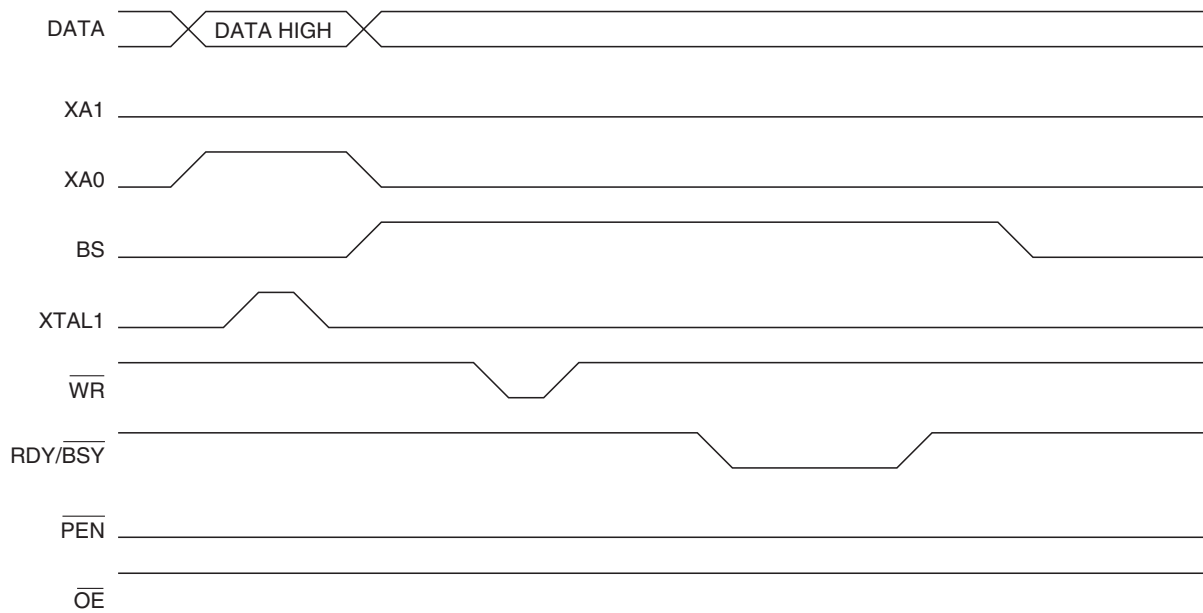 DATA
DATA HIGH
XA1
XA0
BS
XTAL1
WR
RDY/BSY
PEN
OE